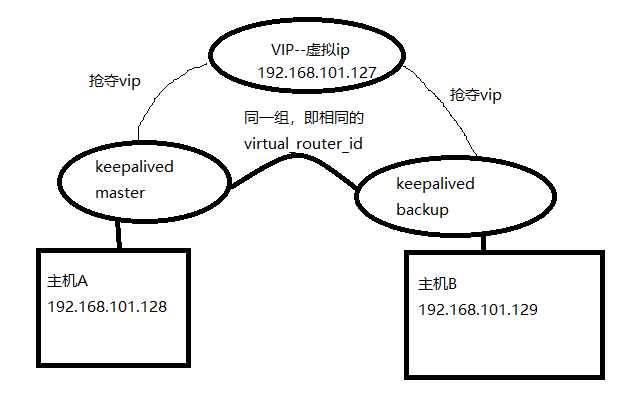 VIP--虚拟ip
192.168.101.127
抢夺vip
抢夺vip
同一组，即相同的
virtual_router_id
keepalived
master
keepalived
backup
主机A
192.168.101.128
主机B
192.168.101.129